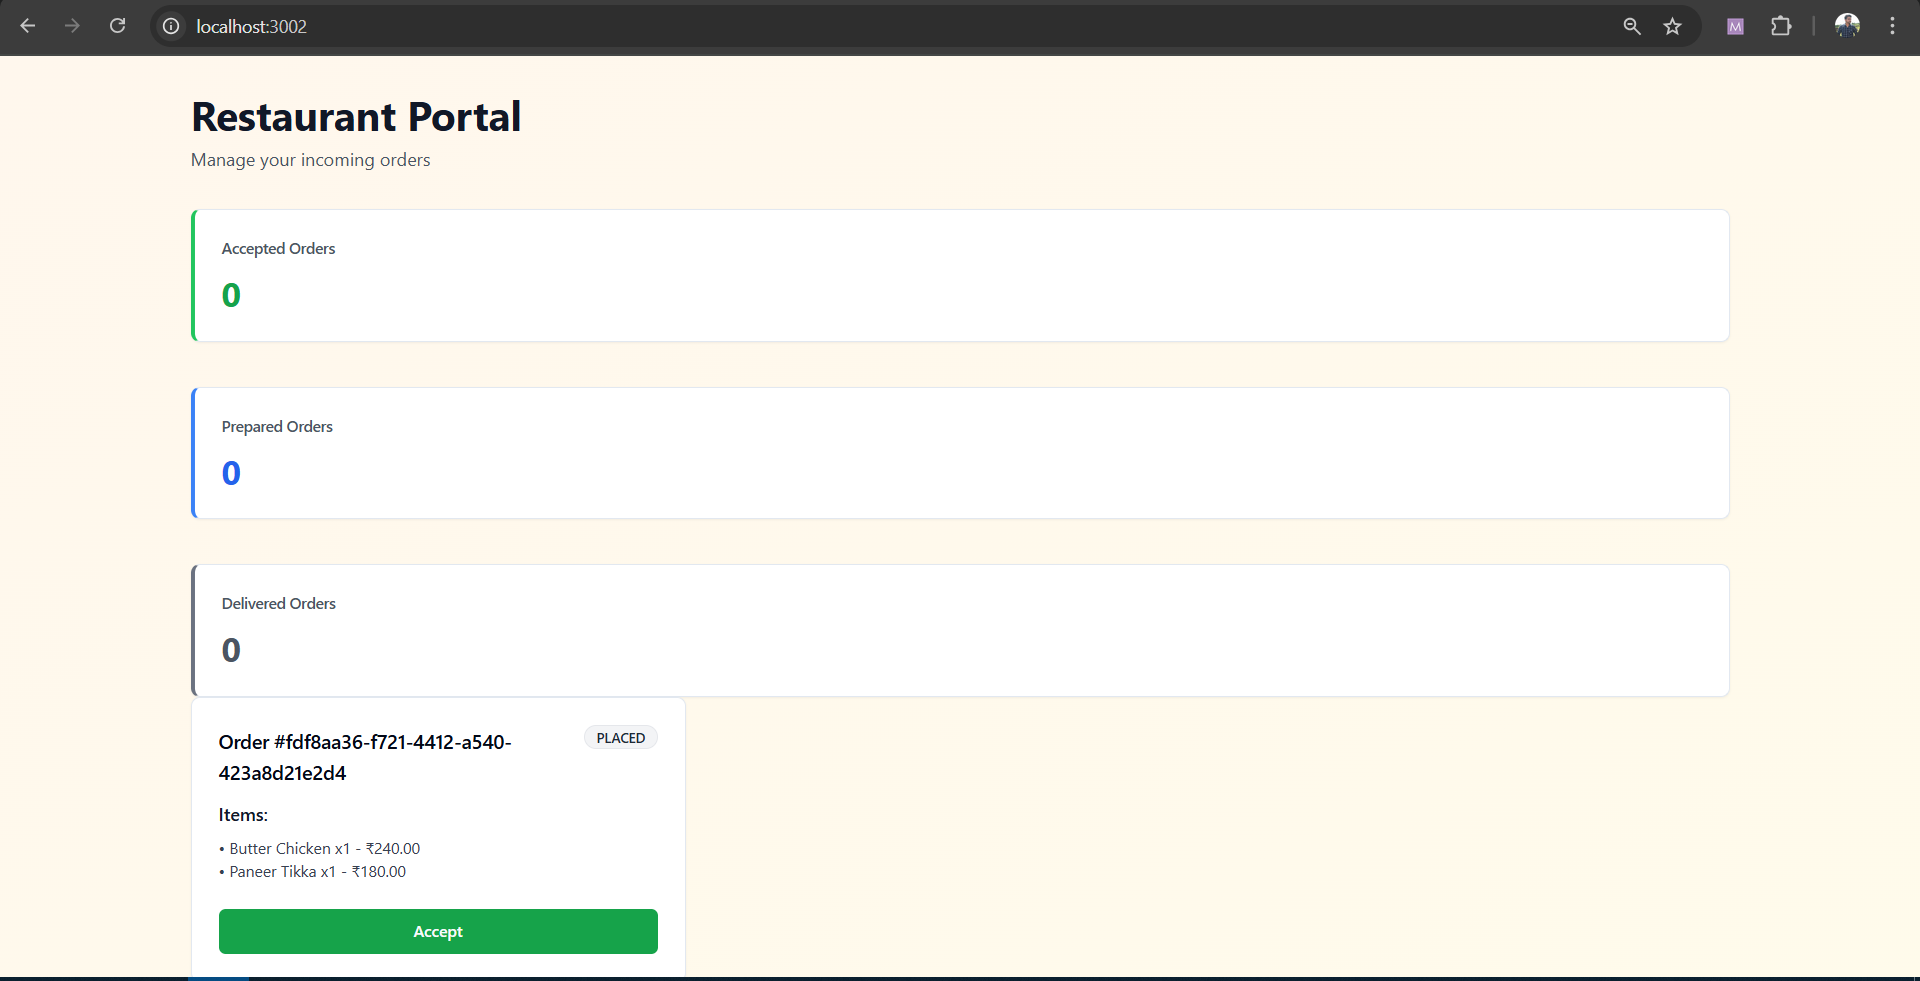 localhost:3002
M
Restaurant Portal
Manage your incoming orders
Accepted Orders
0
Prepared Orders
0
Delivered Orders
0
Order #fdf8aa36-f721-4412-a540-
423a8d21e2d4
PLACED
Items:
• Butter Chicken x1 - ₹240.00
• Paneer Tikka x1 - ₹180.00
Accept